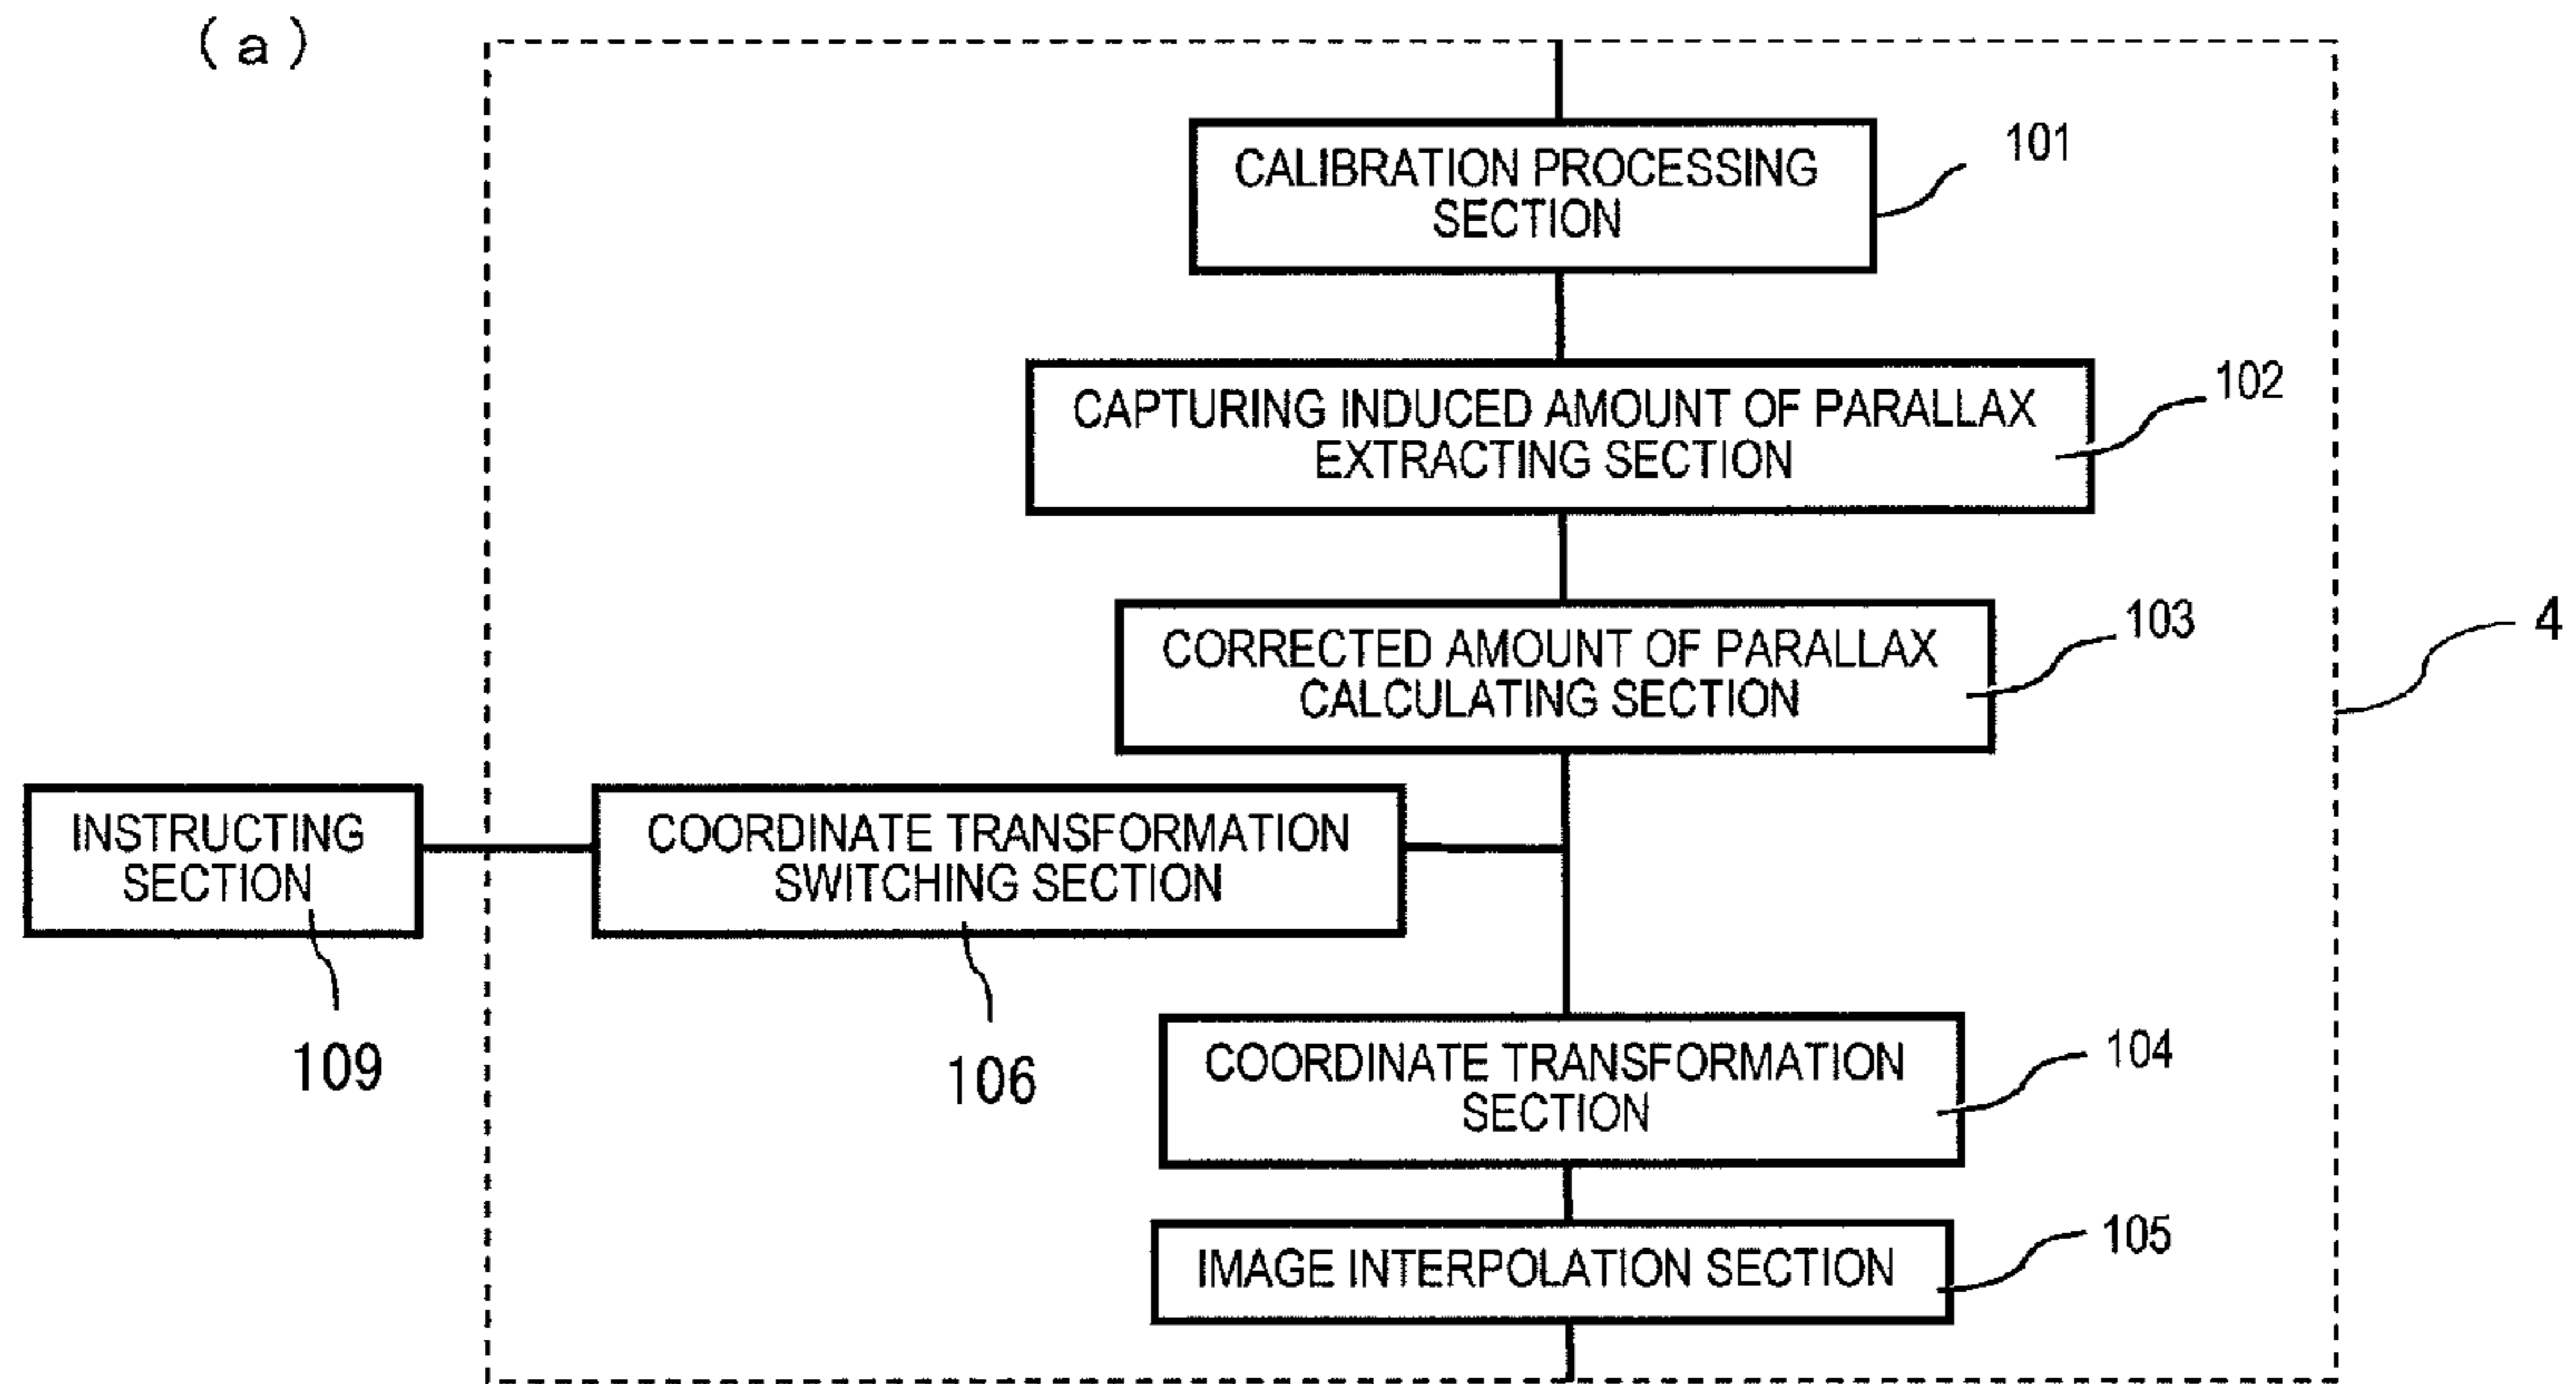 (a)
CALIBRATION PROCESSING
SECTION
101
CAPTURING INDUCED AMOUNT OF PARALLAX
EXTRACTING SECTION
102
CORRECTED AMOUNT OF PARALLAX
CALCULATING SECTION
103
4
INSTRUCTING
SECTION
109
COORDINATE TRANSFORMATION
SWITCHING SECTION
106
COORDINATE TRANSFORMATION
SECTION
104
IMAGE INTERPOLATION SECTION
105